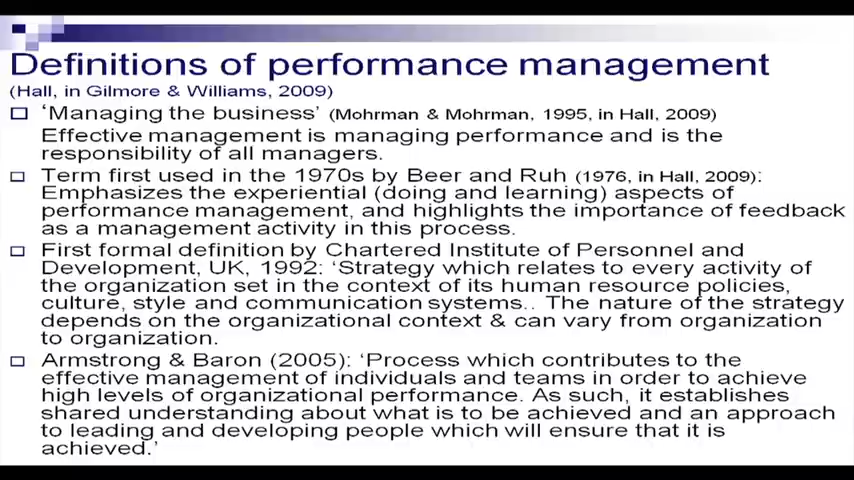 Definitions of performance management
(Hall, in Gilmore & Williams, 2009)
‘Managing the business’ (Mohrman & Mohrman, 1995, in Hall, 2009)
Effective management is managing performance and is the
responsibility of all managers.
Term first used in the 1970s by Beer and Ruh (1976, in Hall, 2009):
Emphasizes the experiential (doing and learning) aspects of
performance management, and highlights the importance of feedback
as a management activity in this process.
First formal definition by Chartered Institute of Personnel and
Development, UK, 1992: ‘Strategy which relates to every activity of
the organization set in the context of its human resource policies,
culture, style and communication systems.. The nature of the strategy
depends on the organizational context & can vary from organization
to organization.
Armstrong & Baron (2005): ‘Process which contributes to the
effective management of individuals and teams in order to achieve
high levels of organizational performance. As such, it establishes
shared understanding about what is to be achieved and an approach
to leading and developing people which will ensure that it is
achieved.’